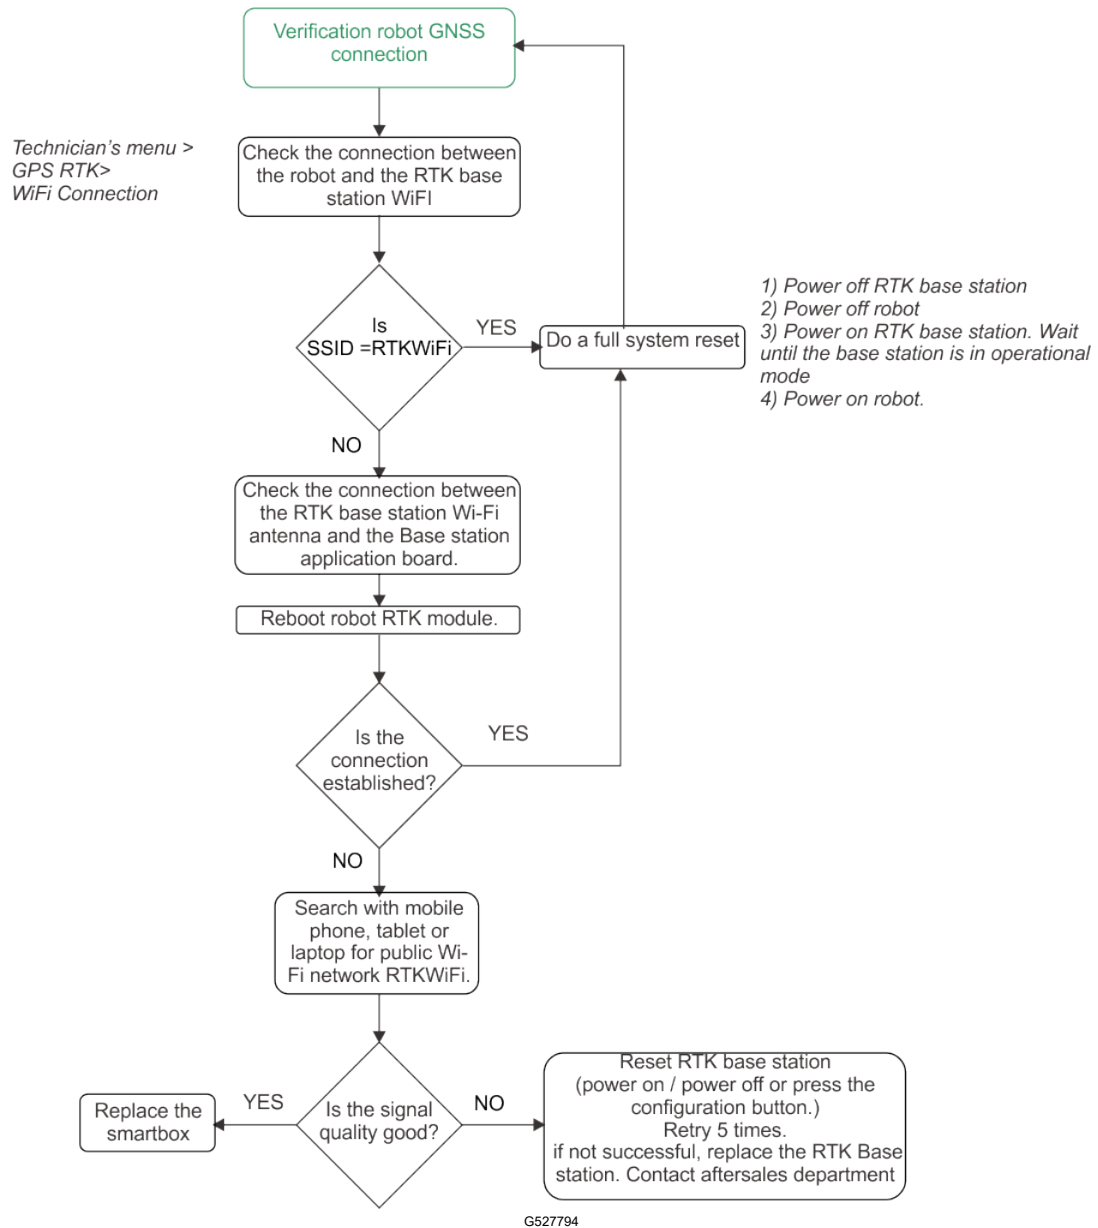 Verification robot GNSS
connection
Technician's menu >
GPS RTK>
WiFi Connection
Check the connection between
the robot and the RTK base
station WiFI
Is
SSID =RTKWiFi
YES
Do a full system reset
1) Power off RTK base station
2) Power off robot
3) Power on RTK base station. Wait
until the base station is in operational
mode
4) Power on robot.
NO
Check the connection between
the RTK base station Wi-Fi
antenna and the Base station
application board.
Reboot robot RTK module.
Is the
connection
established?
YES
NO
Search with mobile
phone, tablet or
laptop for public Wi-
Fi network RTKWiFi.
Is the signal
quality good?
YES
Replace the
smartbox
NO
Reset RTK base station
(power on / power off or press the
configuration button.)
Retry 5 times.
if not successful, replace the RTK Base
station. Contact aftersales department
G527794